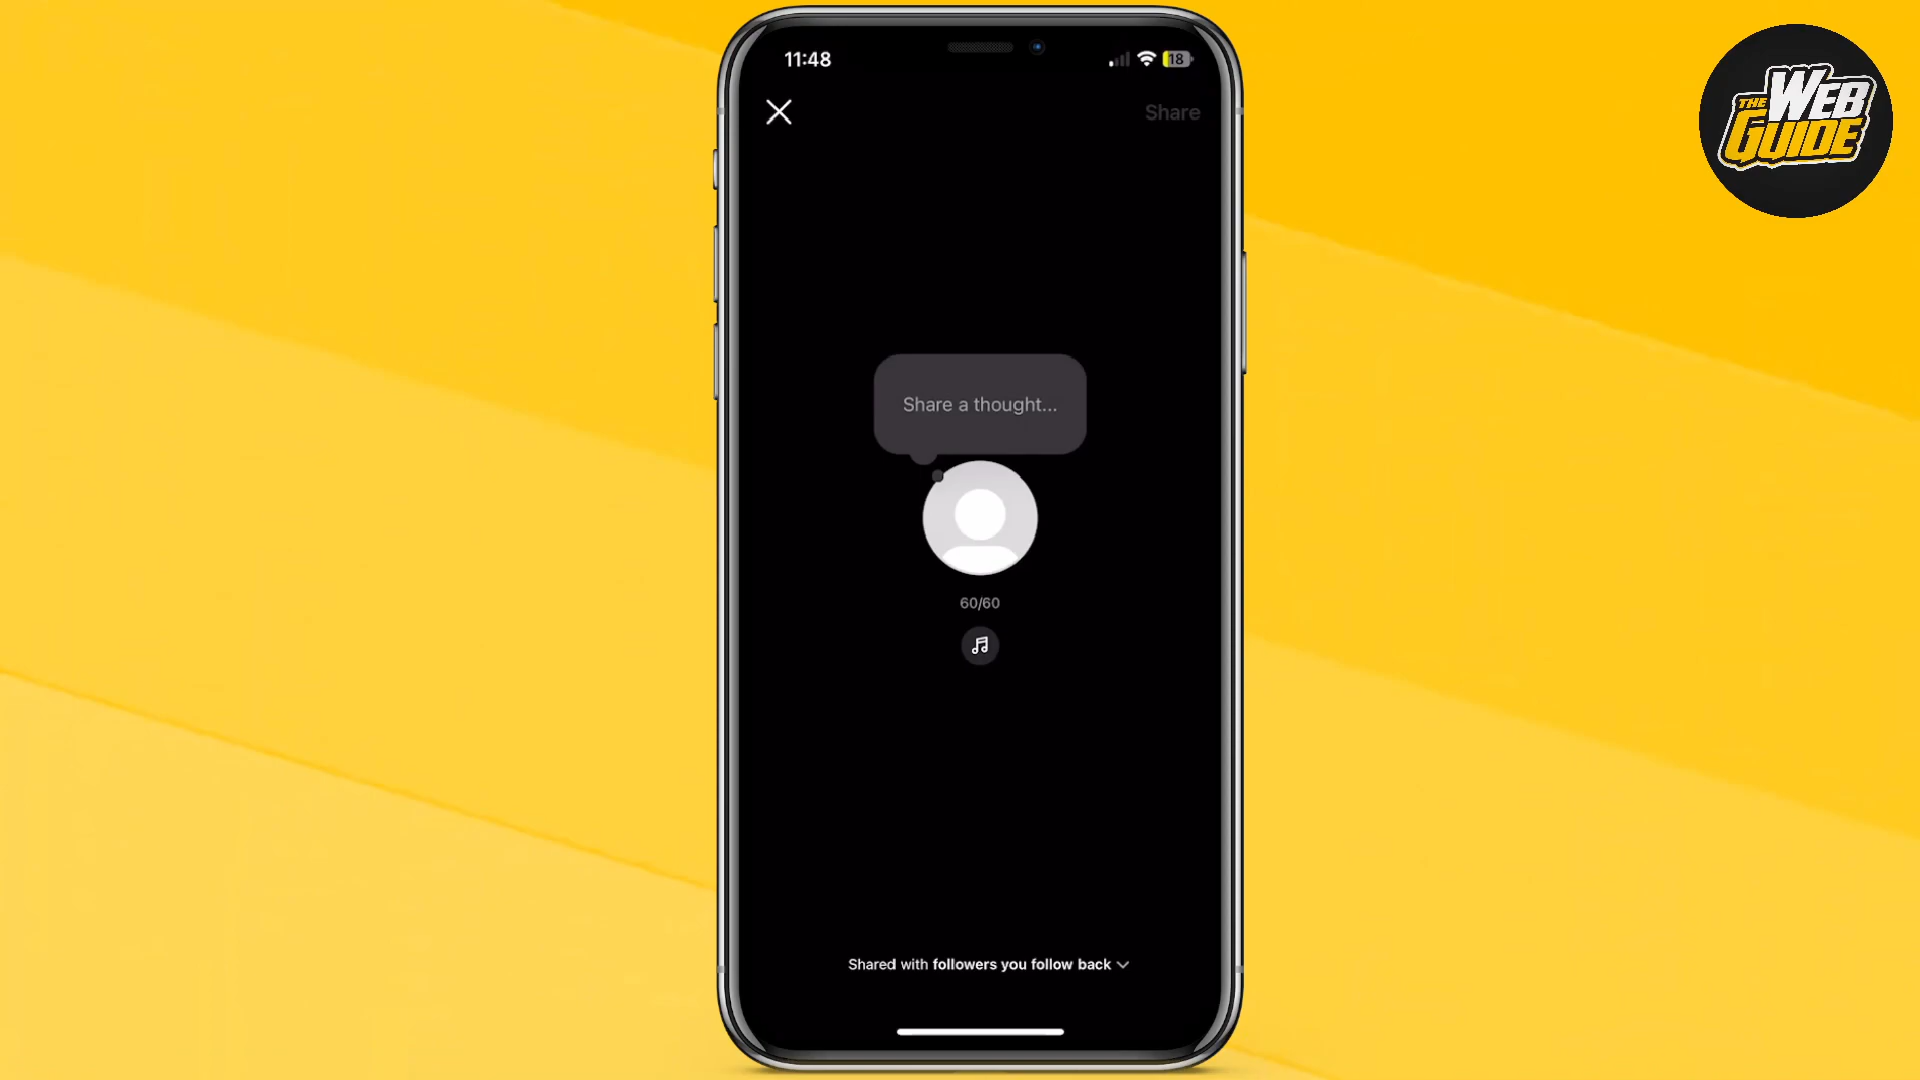 11:48
18
Share
THE WEB
GUIDE
Share a thought...
60/60
Shared with followers you follow back